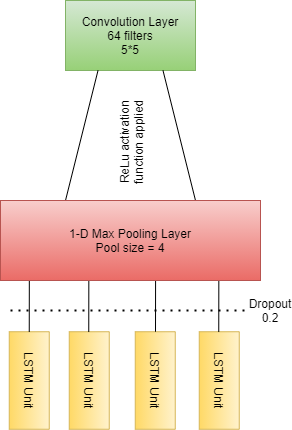 Convolution Layer
64 filters
5*5
ReLu activation
function applied
1-D Max Pooling Layer
Pool size = 4
Dropout
0.2
LSTM Unit
LSTM Unit
LSTM Unit
LSTM Unit